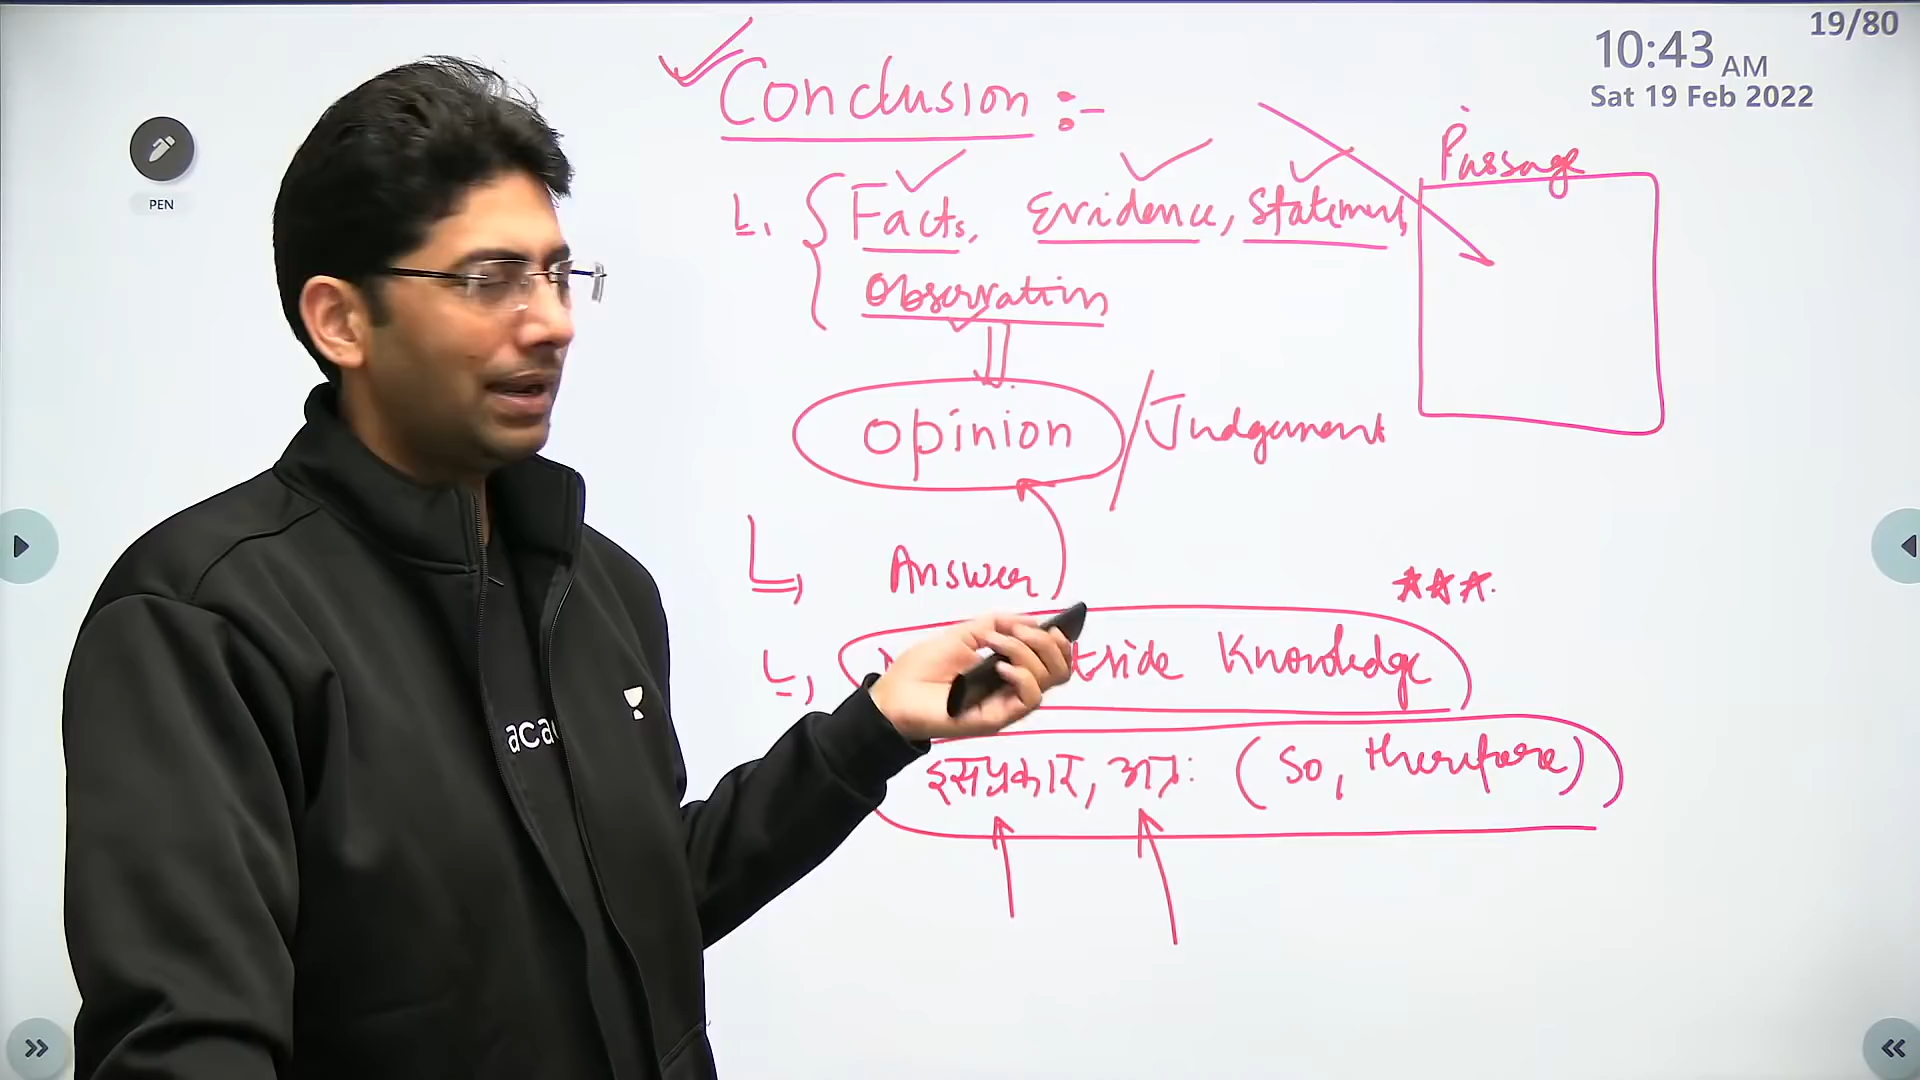 19/80
10:43 AM
Sat 19 Feb 2022
PEN
Conclusion :-
Passage
Facts, Evidence, Statement,
Observation
Opinion / Judgement
Answer
Knowledge
इसप्रकार, अतः (So, therefore)